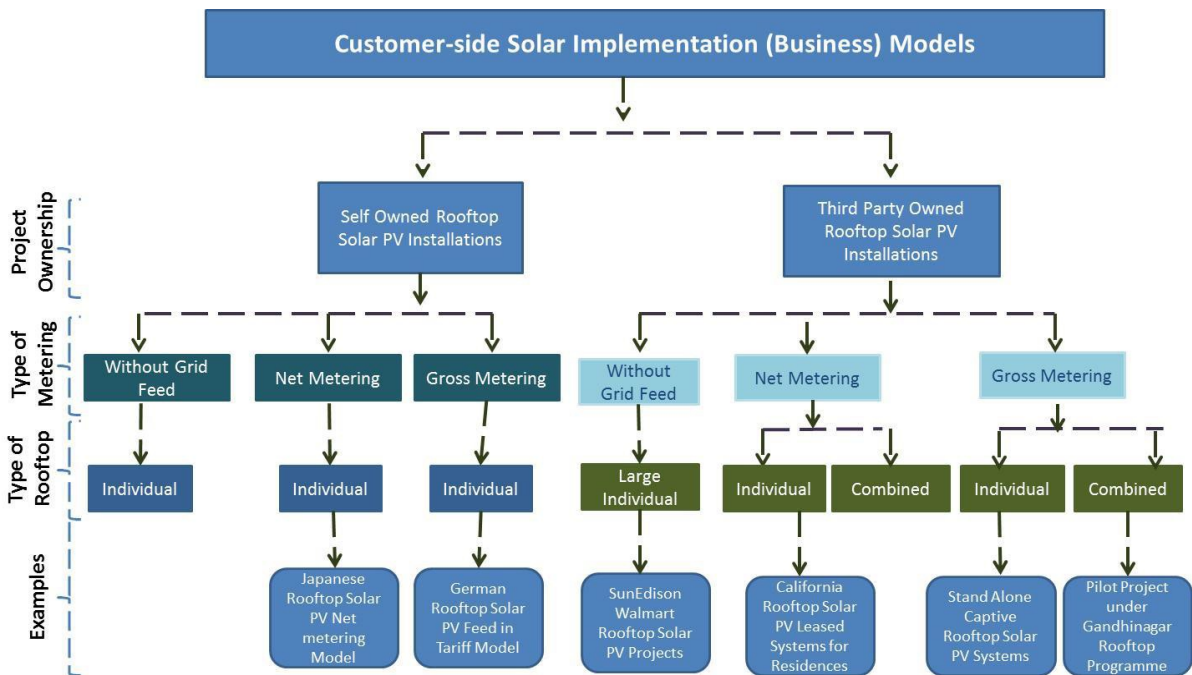 Customer-side Solar Implementation (Business) Models
Project
Ownership
Self Owned Rooftop
Solar PV Installations
Third Party Owned
Rooftop Solar PV
Installations
Type of
Metering
Without Grid
Feed
Net Metering
Gross Metering
Without
Grid Feed
Net Metering
Gross Metering
Type of
Rooftop
Individual
Individual
Individual
Large
Individual
Individual
Combined
Individual
Combined
Examples
Japanese
Rooftop Solar
PV Net
metering
Model
German
Rooftop Solar
PV Feed in
Tariff Model
SunEdison
Walmart
Rooftop Solar
PV Projects
California
Rooftop Solar
PV Leased
Systems for
Residences
Stand Alone
Captive
Rooftop Solar
PV Systems
Pilot Project
under
Gandhinagar
Rooftop
Programme